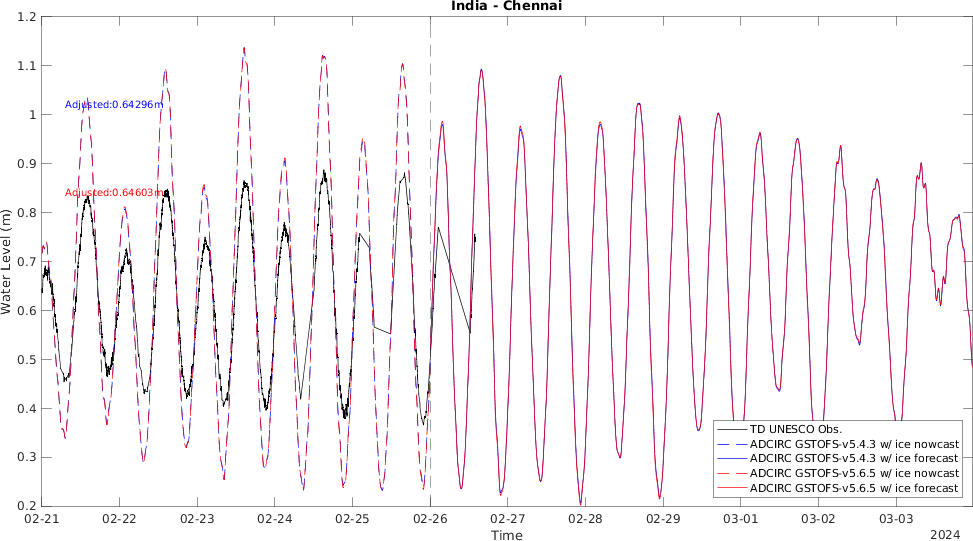 India - Chennai
Water Level (m)
1.2
1.1
1
0.9
0.8
0.7
0.6
0.5
0.4
0.3
0.2
Adjusted:0.64296m
Adjusted:0.64603m
TD UNESCO Obs.
ADCIRC GSTOFS-v5.4.3 w/ ice nowcast
ADCIRC GSTOFS-v5.4.3 w/ ice forecast
ADCIRC GSTOFS-v5.6.5 w/ ice nowcast
ADCIRC GSTOFS-v5.6.5 w/ ice forecast
02-21 02-22 02-23 02-24 02-25 02-26 02-27 02-28 02-29 03-01 03-02 03-03
Time
2024